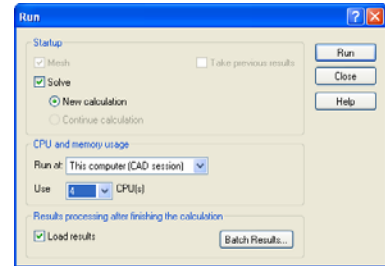 Run
Startup
Mesh
Take previous results
Solve
New calculation
Continue calculation
Run
Close
Help
CPU and memory usage
Run at: This computer (CAD session)
Use 4 CPU(s)
Results processing after finishing the calculation
Load results
Batch Results...